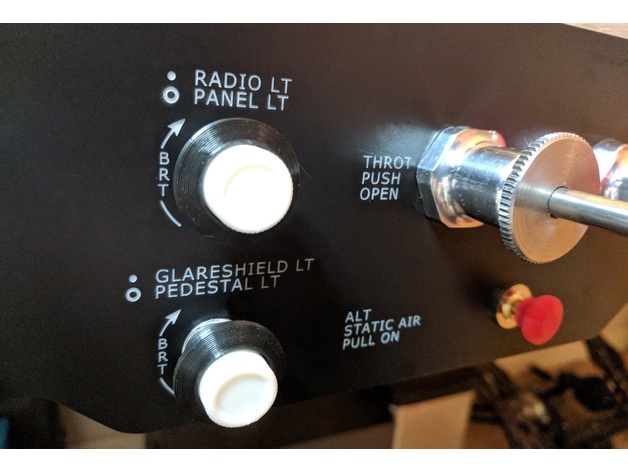 RADIO LT
PANEL LT
BRT
THROT
PUSH
OPEN
GLARESHIELD LT
PEDESTAL LT
BRT
ALT
STATIC AIR
PULL ON